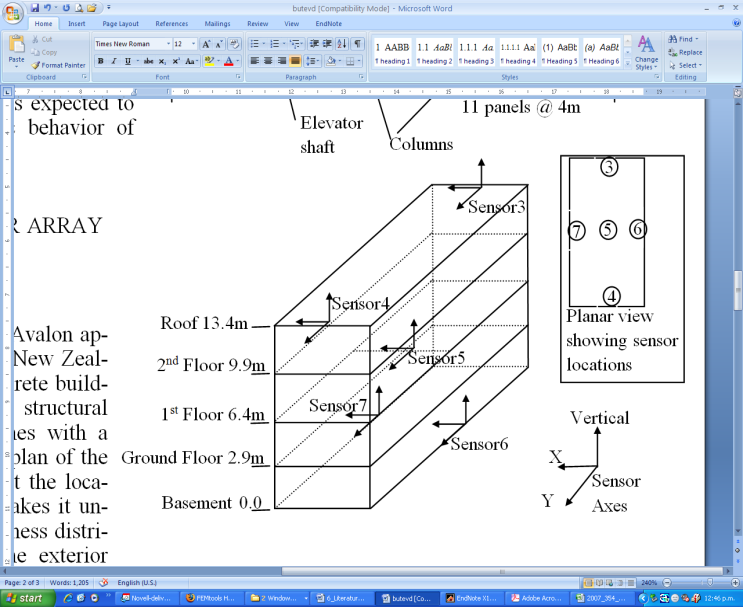 butevd [Compatibility Mode] - Microsoft Word
Home Insert Page Layout References Mailings Review View EndNote
Paste
Cut
Copy
Format Painter
Clipboard
Times New Roman 12
Font
Paragraph
1 AABB 1.1 AaBl 1.1.1 Aa 1.1.1.1 Aa (1) AaBb (a) AaBb
¶ heading 1 ¶ heading 2 ¶ heading 3 ¶ heading 4 ¶ Heading 5 ¶ Heading 6
Styles
Change Styles
Find
Replace
Select
Editing
s expected to
behavior of
R ARRAY
Avalon ap-
New Zeal-
crete build-
structural
nes with a
plan of the
t the loca-
akes it un-
ness distri-
e exterior
11 panels @ 4m
Elevator
shaft
Columns
Sensor3
Sensor4
Roof 13.4m
2nd Floor 9.9m
Sensor5
Sensor7
1st Floor 6.4m
Sensor6
Ground Floor 2.9m
Basement 0.0
3
7 5 6
4
Planar view
showing sensor
locations
Vertical
X
Sensor
Y Axes
Page: 2 of 3 Words: 1,205 English (U.S.) 240%
start Novell-deliv... FEMtools H... 2 Window... 6_Literatur... butevd [Co... EndNote X1... Adobe Acro... 2007_354_... 12:46 p.m.